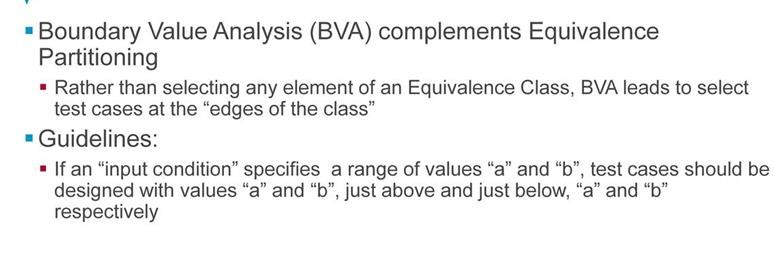 Boundary Value Analysis (BVA) complements Equivalence
Partitioning
Rather than selecting any element of an Equivalence Class, BVA leads to select
test cases at the “edges of the class”
Guidelines:
If an “input condition” specifies  a range of values “a” and “b”, test cases should be
designed with values “a” and “b”, just above and just below, “a” and “b”
respectively